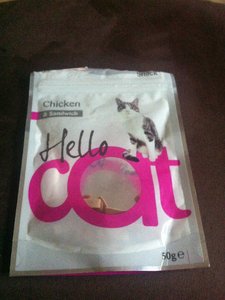 Snack
Chicken
& Sandwich
Hello
cat
50g e